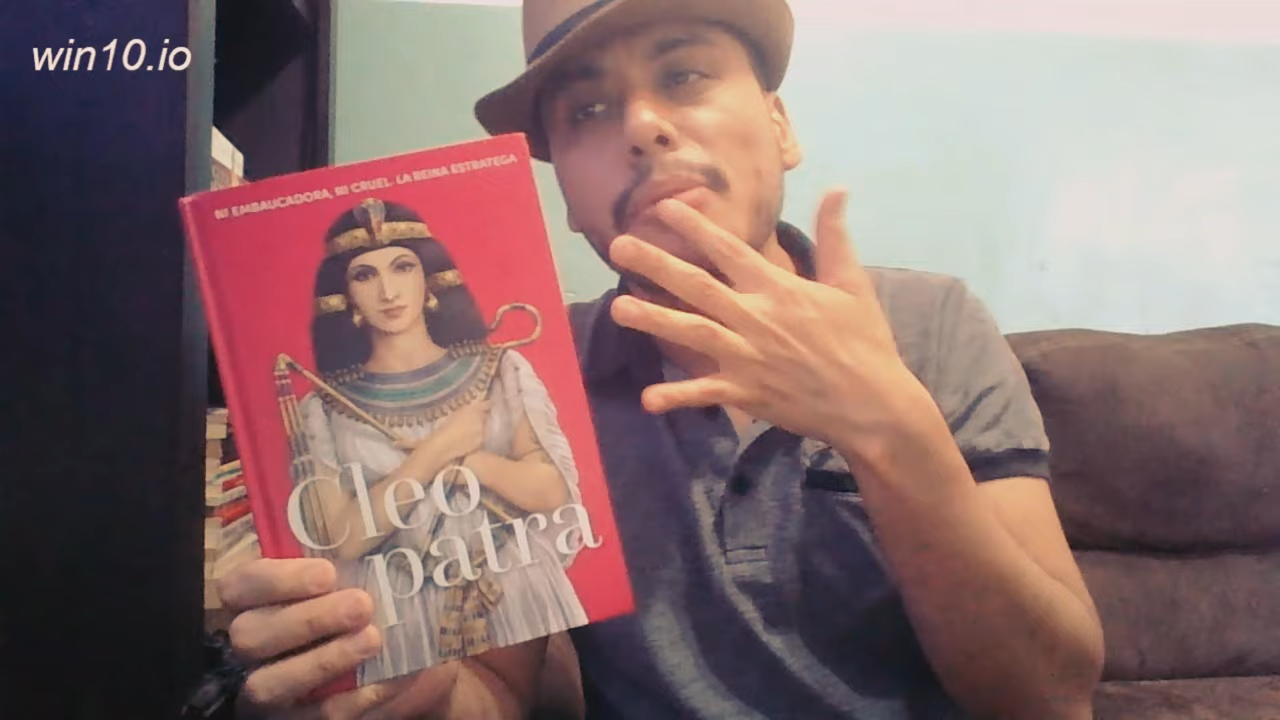 win10.io
NI EMBAUCADORA, NI CRUEL. LA REINA ESTRATEGA
Cleo
patra